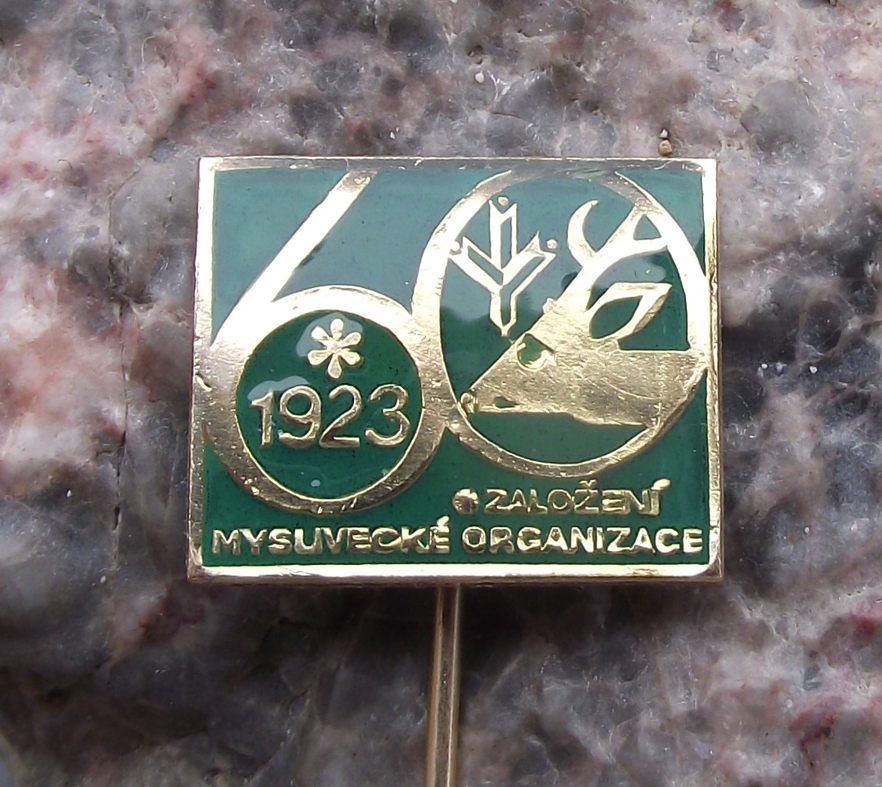 60
1923
ZALOŽENÍ
MYSUVECKÉ ORGANIZACE